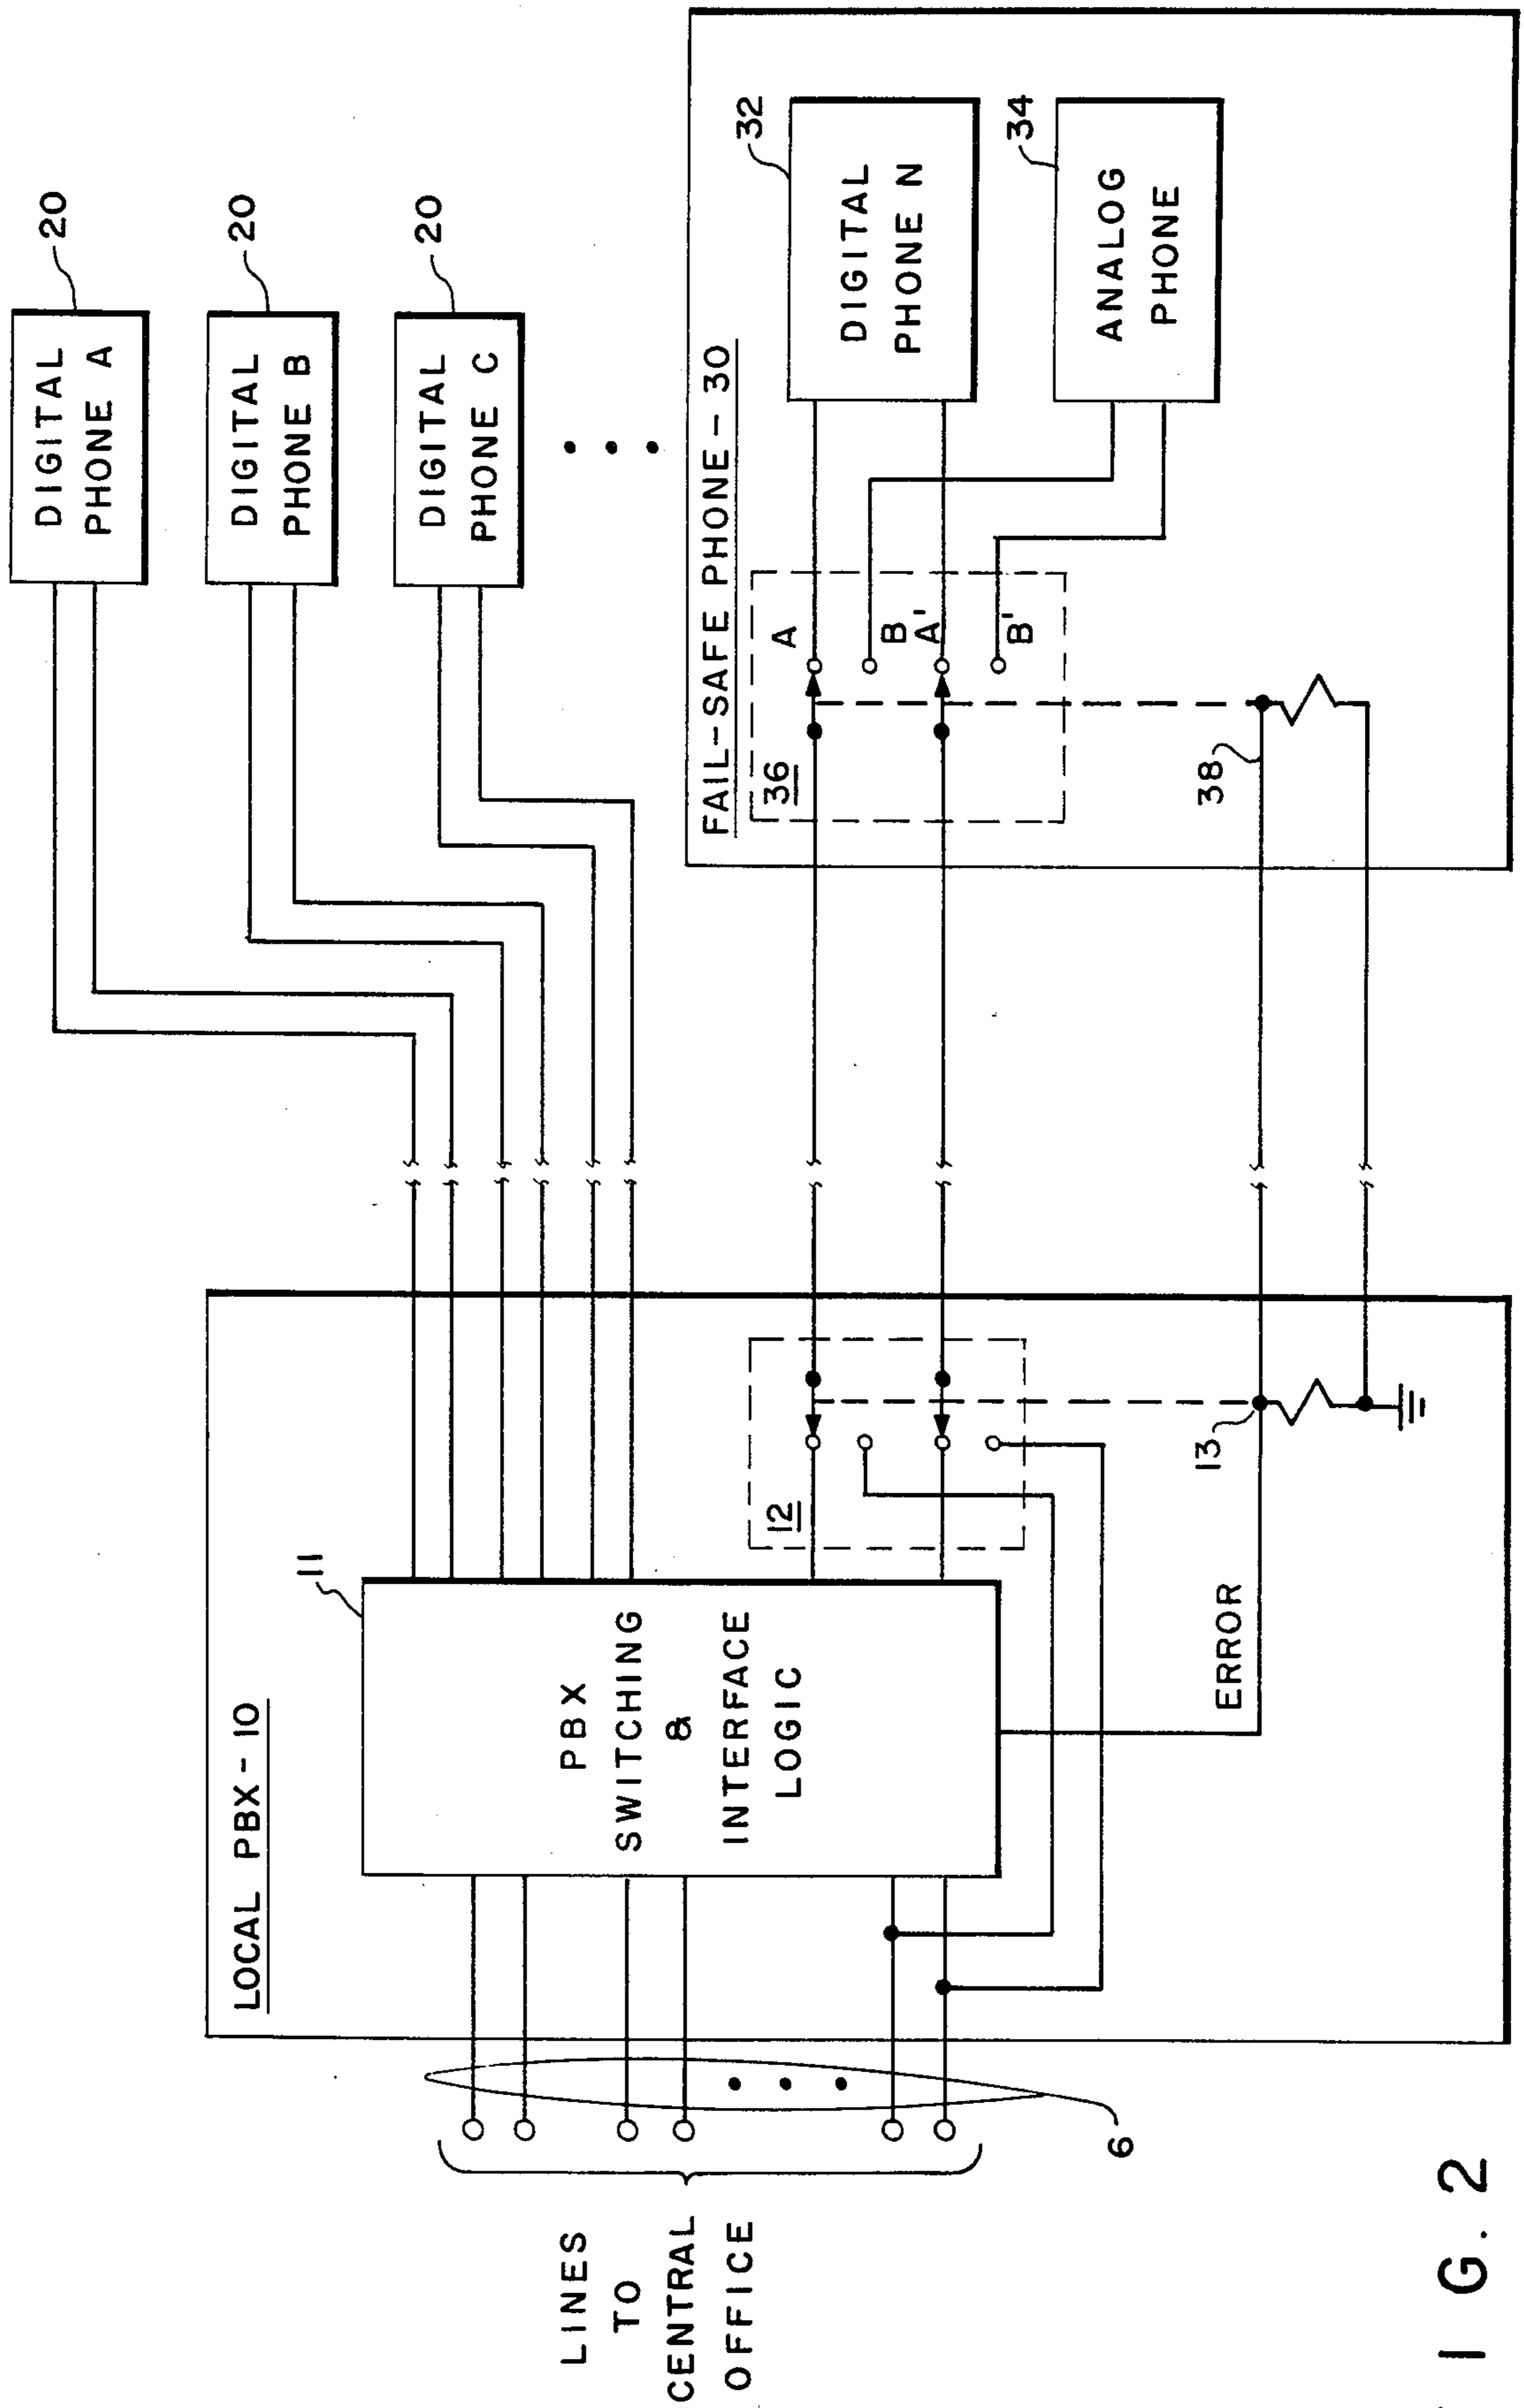 DIGITAL
PHONE A
20
DIGITAL
PHONE B
20
DIGITAL
PHONE C
20
LOCAL PBX-10
11
PBX
SWITCHING
&
INTERFACE
LOGIC
12
13
ERROR
LINES
TO
CENTRAL
OFFICE
6
FAIL-SAFE PHONE-30
36
A
B
A'
B'
38
DIGITAL
PHONE N
32
ANALOG
PHONE
34
I G. 2